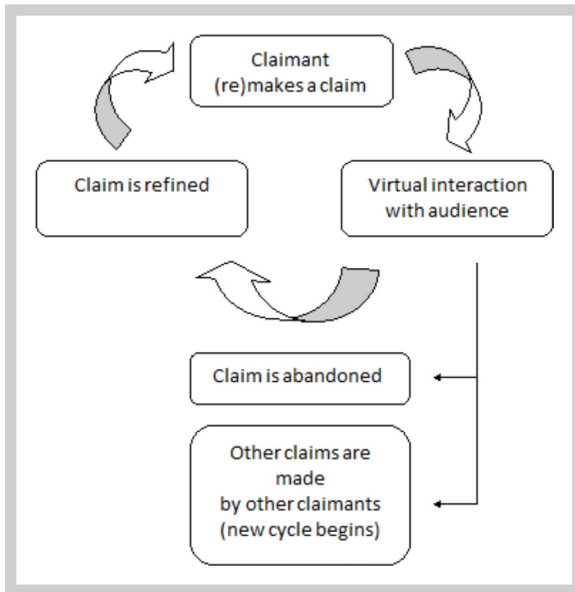 Claimant
(re)makes a claim
Claim is refined
Virtual interaction
with audience
Claim is abandoned
Other claims are
made
by other claimants
(new cycle begins)